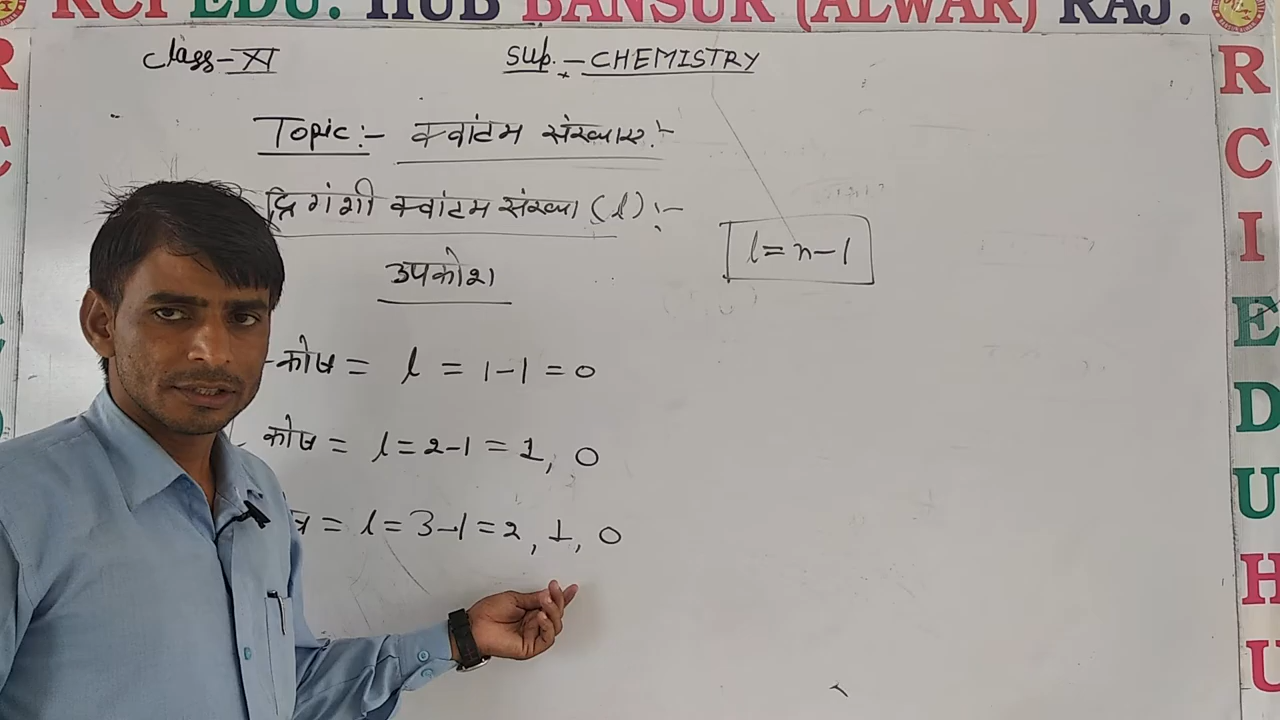 RCI EDU. HUB BANSUR (ALWAR) RAJ.
Class-XI
Sub.-CHEMISTRY
Topic:- क्वांटम संख्याए:-
द्विगंशी क्वांटम संख्या (l):-
l=n-1
उपकोश
-कोष = l = 1-1 = 0
- कोष = l=2-1 = 1, 0
= l=3-1=2, 1, 0
R
C
I
E
D
U
H
U